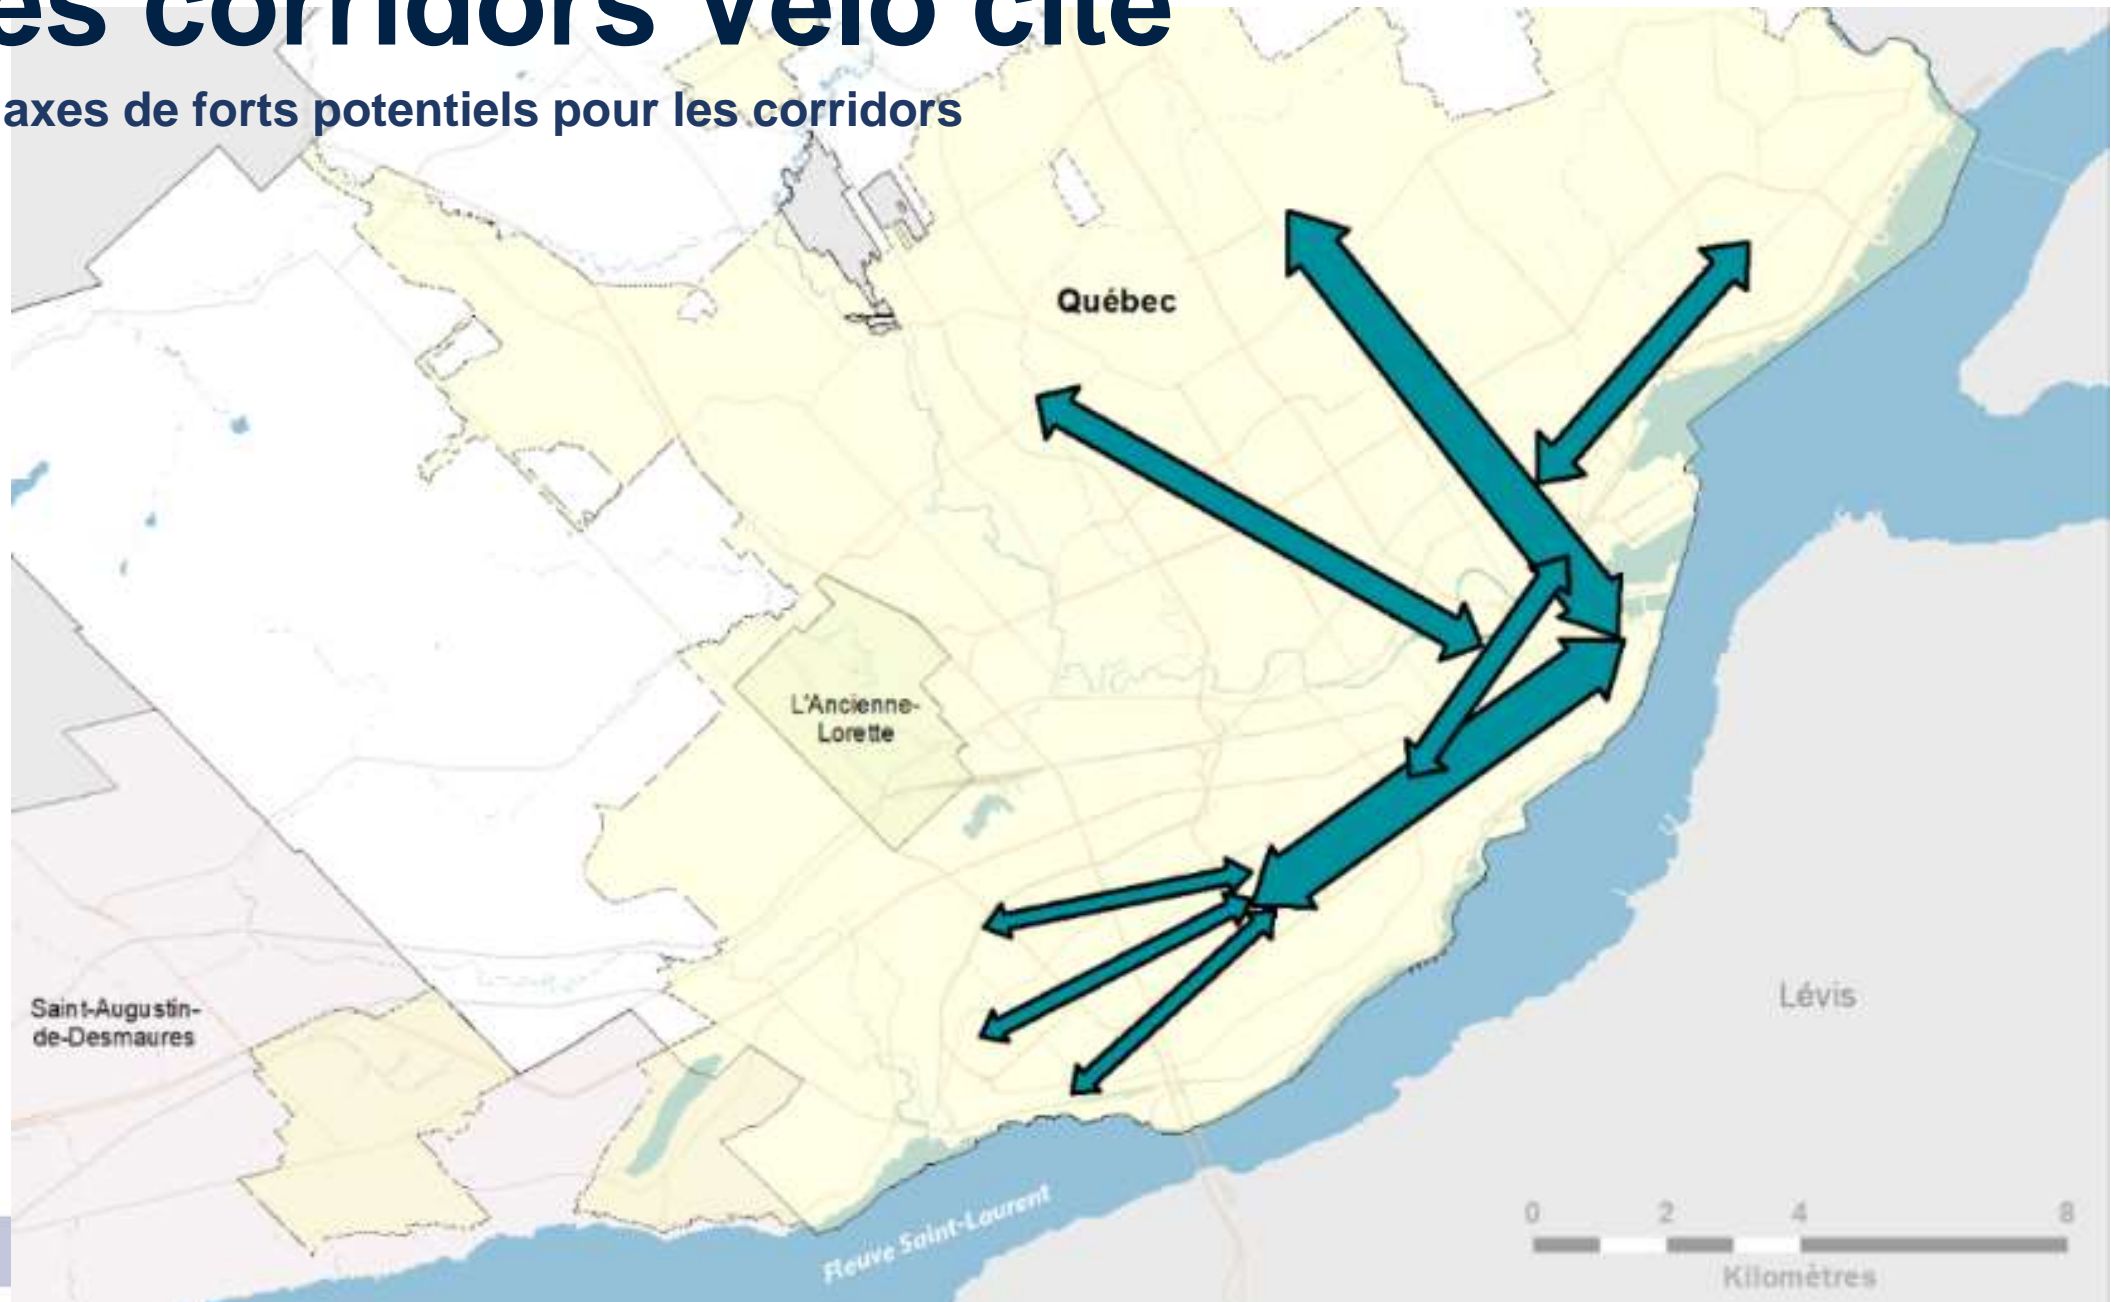 es corridors Vélo cité
axes de forts potentiels pour les corridors
Québec
L'Ancienne-
Lorette
Saint-Augustin-
de-Desmaures
Lévis
Fleuve Saint-Laurent
0 2 4 8
Kilomètres